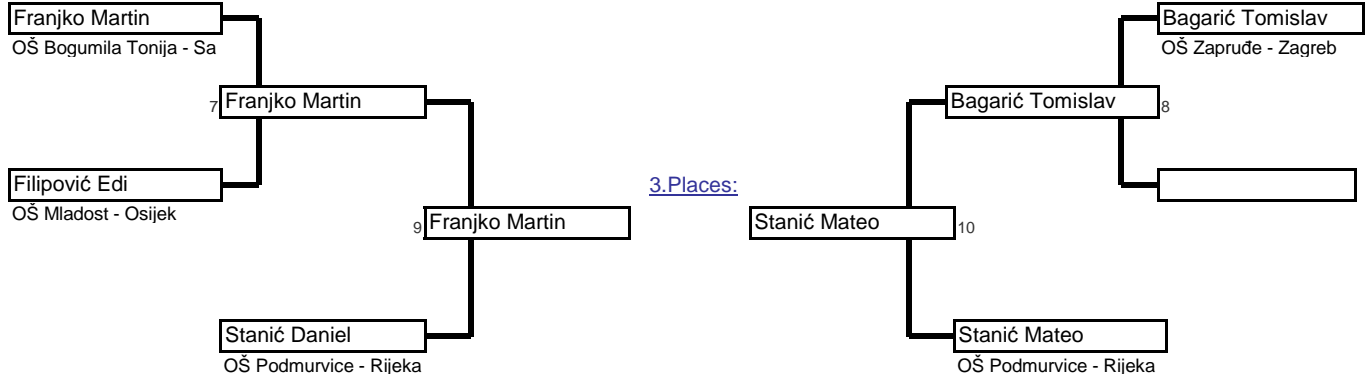 Franjko Martin
OŠ Bogumila Tonija - Sa
Bagarić Tomislav
OŠ Zapruđe - Zagreb
7 Franjko Martin
Bagarić Tomislav 8
Filipović Edi
OŠ Mladost - Osijek
3.Places:
9 Franjko Martin
Stanić Mateo 10
Stanić Daniel
OŠ Podmurvice - Rijeka
Stanić Mateo
OŠ Podmurvice - Rijeka